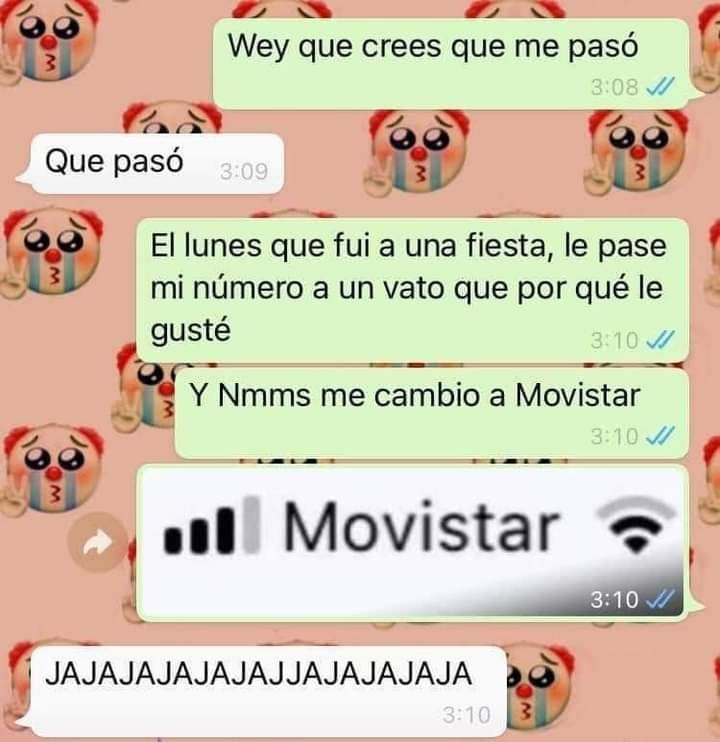 Wey que crees que me pasó
3:08
Que pasó
3:09
El lunes que fui a una fiesta, le pase
mi número a un vato que por qué le
gusté
3:10
Y Nmms me cambio a Movistar
3:10
Movistar
3:10
JAJAJAJAJAJAJJAJAJAJAJA
3:10